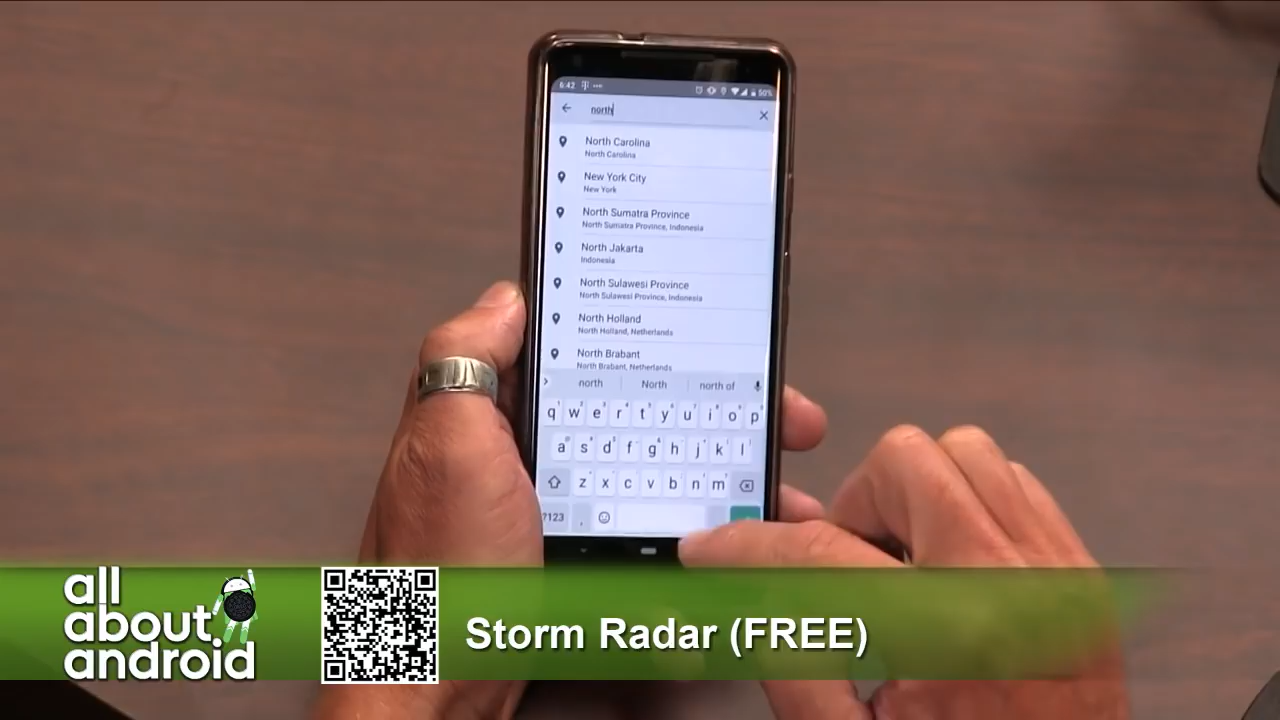 6:42
50%
north
North Carolina
North Carolina
New York City
New York
North Sumatra Province
North Sumatra Province, Indonesia
North Jakarta
Indonesia
North Sulawesi Province
North Sulawesi Province, Indonesia
North Holland
North Holland, Netherlands
North Brabant
North Brabant, Netherlands
north North north of
q w e r t y u i o p
a s d f g h j k l
z x c v b n m
?123 ,
all
about
android
Storm Radar (FREE)